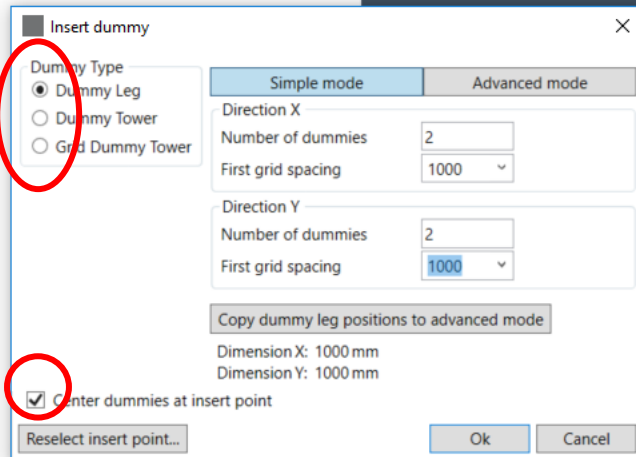 Insert dummy
Dummy Type
Dummy Leg
Dummy Tower
Grid Dummy Tower
Simple mode
Advanced mode
Direction X
Number of dummies 2
First grid spacing 1000
Direction Y
Number of dummies 2
First grid spacing 1000
Copy dummy leg positions to advanced mode
Dimension X: 1000 mm
Dimension Y: 1000 mm
Center dummies at insert point
Reselect insert point...
Ok
Cancel